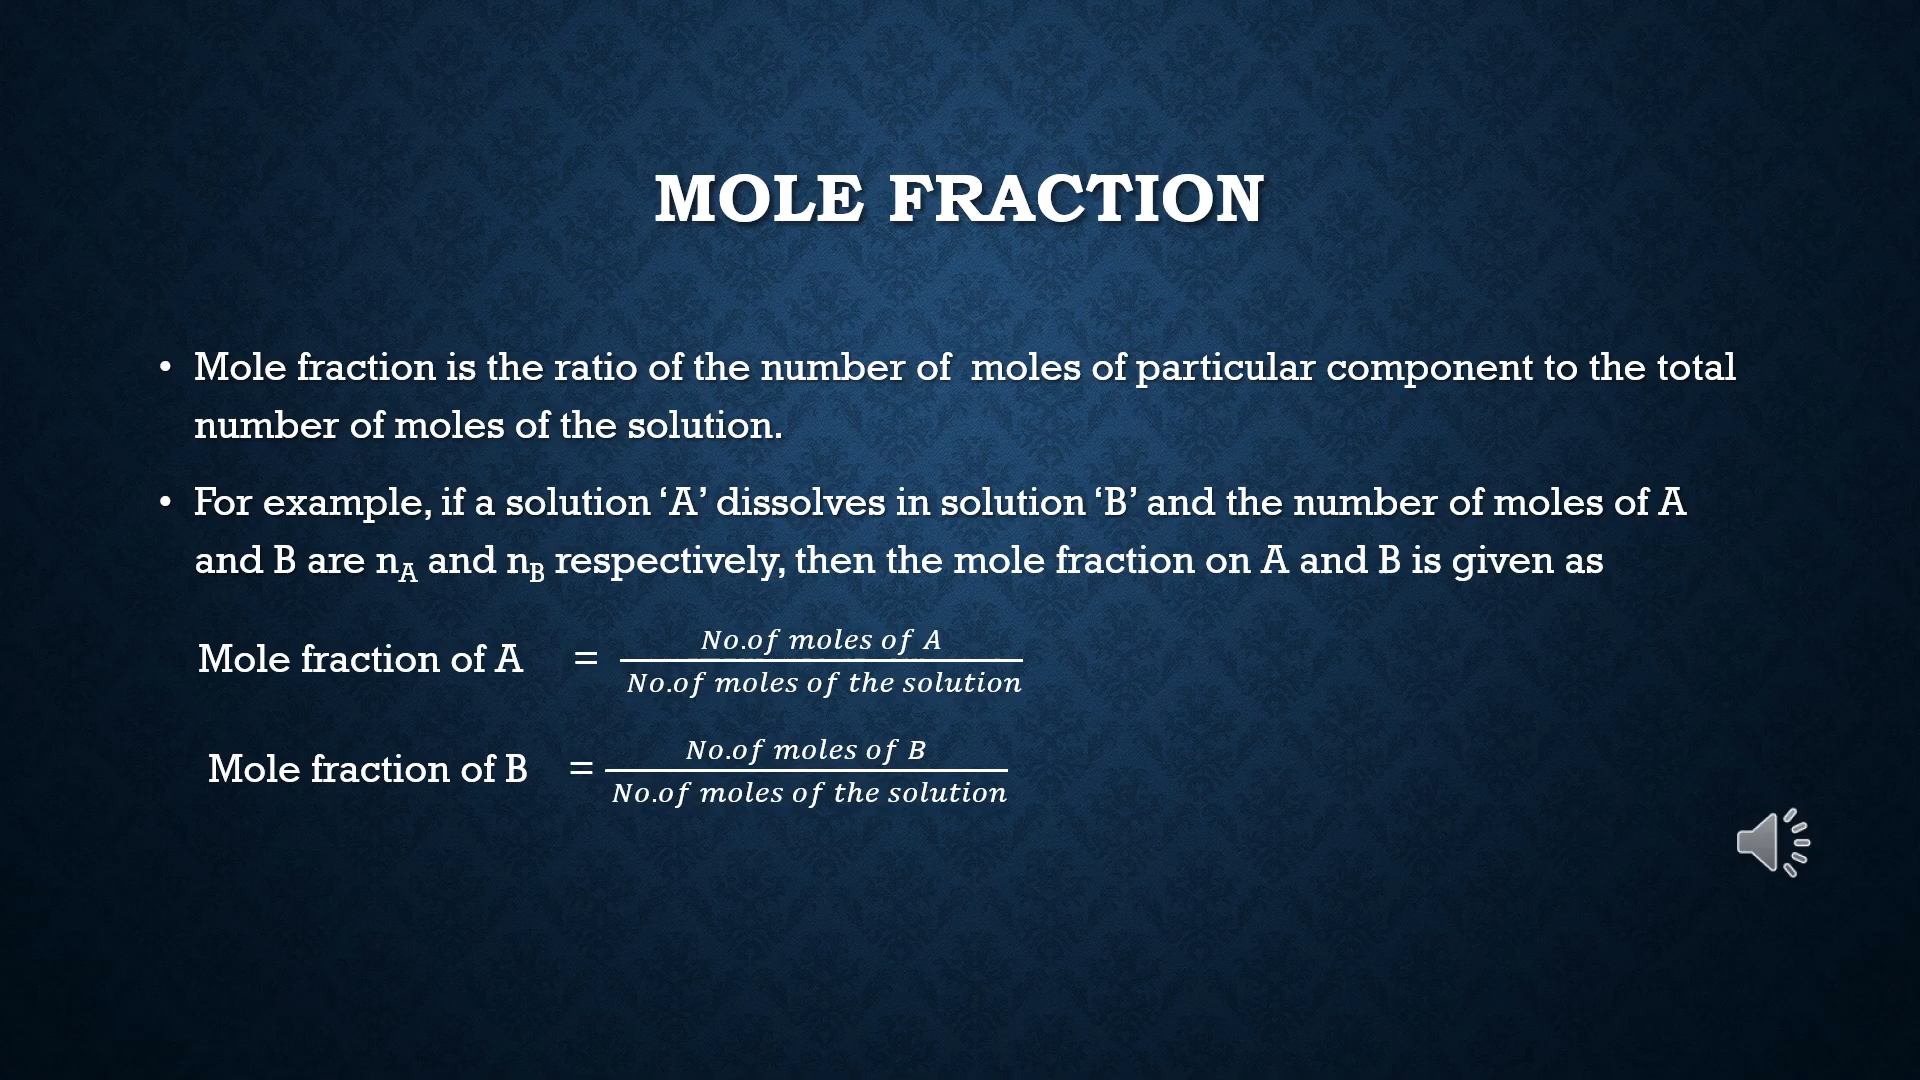 MOLE FRACTION
• Mole fraction is the ratio of the number of  moles of particular component to the total
number of moles of the solution.
• For example, if a solution ‘A’ dissolves in solution ‘B’ and the number of moles of A
and B are n_A and n_B respectively, then the mole fraction on A and B is given as
Mole fraction of A = No.of moles of A / No.of moles of the solution
Mole fraction of B = No.of moles of B / No.of moles of the solution